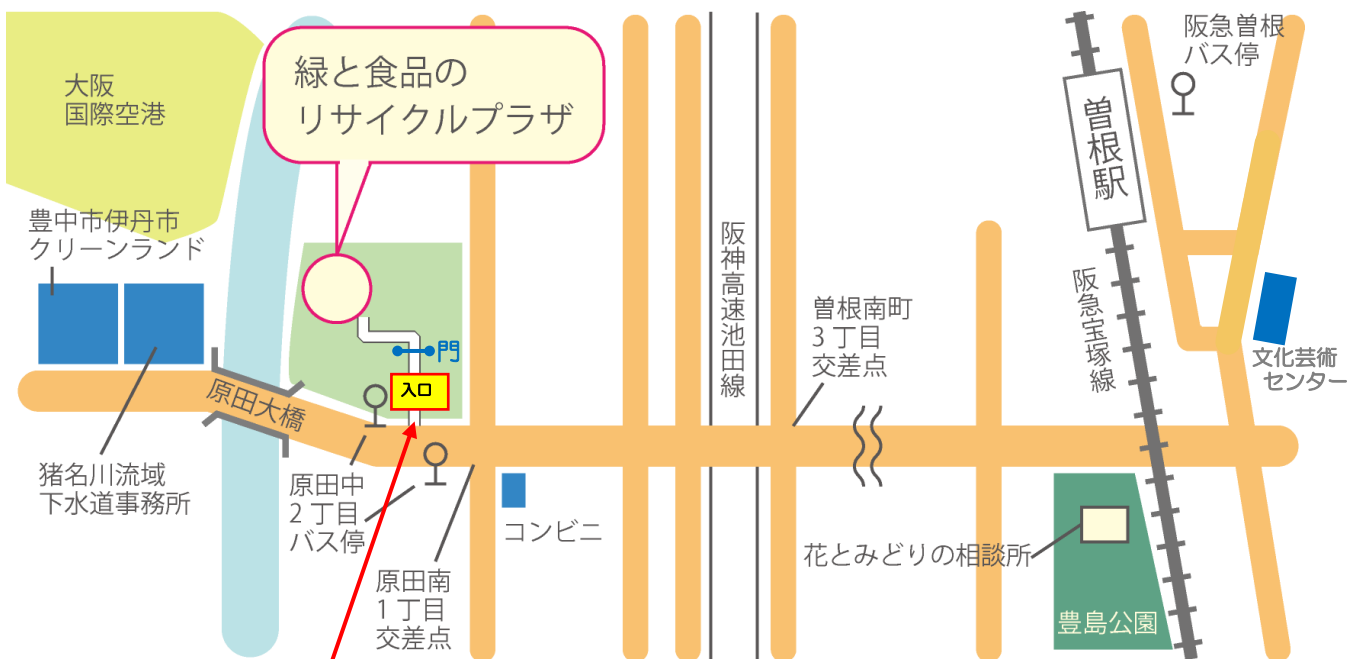 大阪
国際空港
緑と食品の
リサイクルプラザ
阪急曽根
バス停
曽根駅
豊中市伊丹市
クリーンランド
阪神高速池田線
阪急宝塚線
曽根南町
3丁目
交差点
門
入口
文化芸術
センター
原田大橋
猪名川流域
下水道事務所
原田中
2丁目
バス停
コンビニ
花とみどりの相談所
原田南
1丁目
交差点
豊島公園